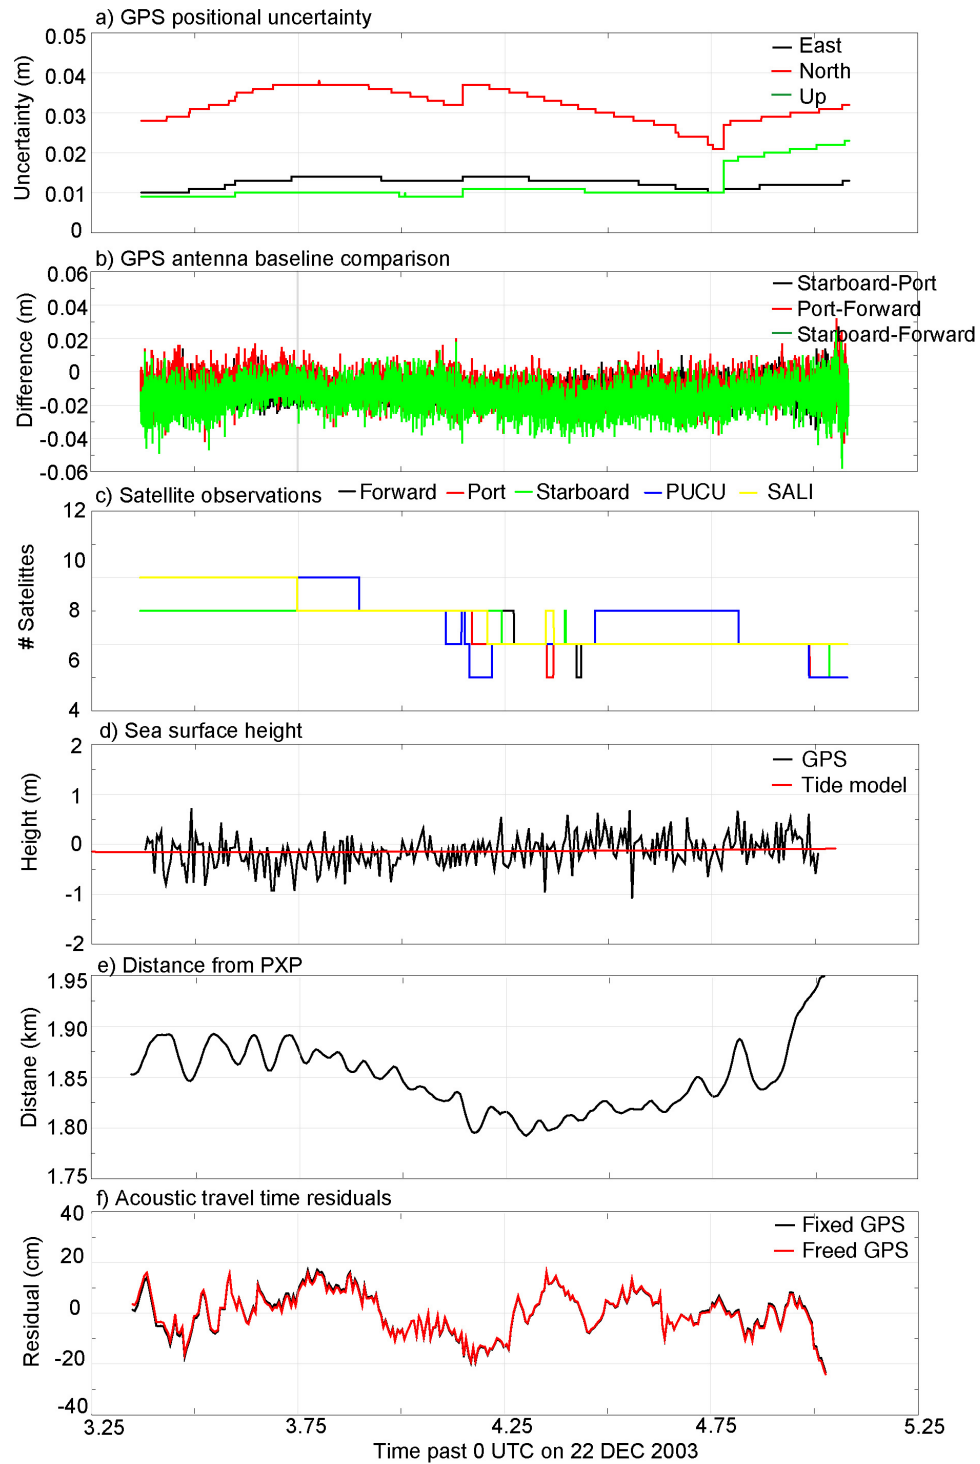 a) GPS positional uncertainty
0.05
0.04
0.03
0.02
0.01
0
Uncertainty (m)
East
North
Up
b) GPS antenna baseline comparison
0.06
0.04
0.02
0
-0.02
-0.04
-0.06
Difference (m)
Starboard-Port
Port-Forward
Starboard-Forward
c) Satellite observations
Forward
Port
Starboard
PUCU
SALI
12
10
8
6
4
# Satelittes
d) Sea surface height
2
1
0
-1
-2
Height (m)
GPS
Tide model
e) Distance from PXP
1.95
1.90
1.85
1.80
1.75
Distane (km)
f) Acoustic travel time residuals
40
20
0
-20
-40
Residual (cm)
Fixed GPS
Freed GPS
3.25 3.75 4.25 4.75 5.25
Time past 0 UTC on 22 DEC 2003